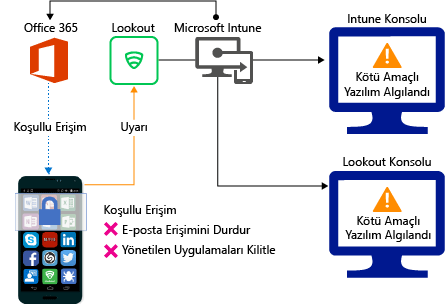 Office 365
Lookout
Microsoft Intune
Intune Konsolu
Kötü Amaçlı
Yazılım Algılandı
Koşullu Erişim
Uyarı
Lookout Konsolu
Kötü Amaçlı
Yazılım Algılandı
Koşullu Erişim
E-posta Erişimini Durdur
Yönetilen Uygulamaları Kilitle